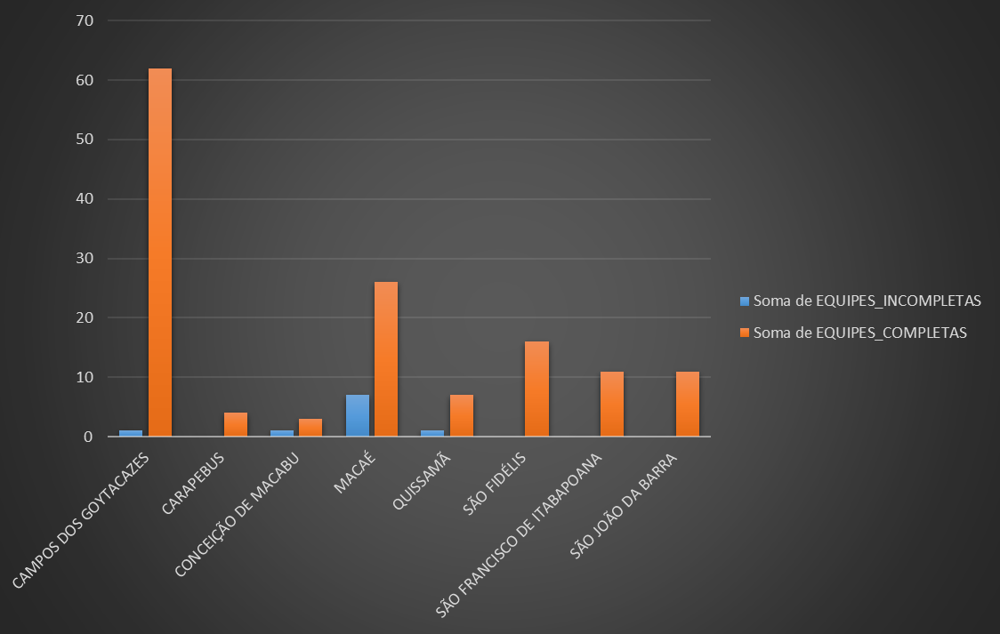 70
60
50
40
30
20
10
0
CAMPOS DOS GOYTACAZES
CARAPEBUS
CONCEIÇÃO DE MACABU
MACAÉ
QUISSAMÃ
SÃO FIDÉLIS
SÃO FRANCISCO DE ITABAPOANA
SÃO JOÃO DA BARRA
Soma de EQUIPES_INCOMPLETAS
Soma de EQUIPES_COMPLETAS